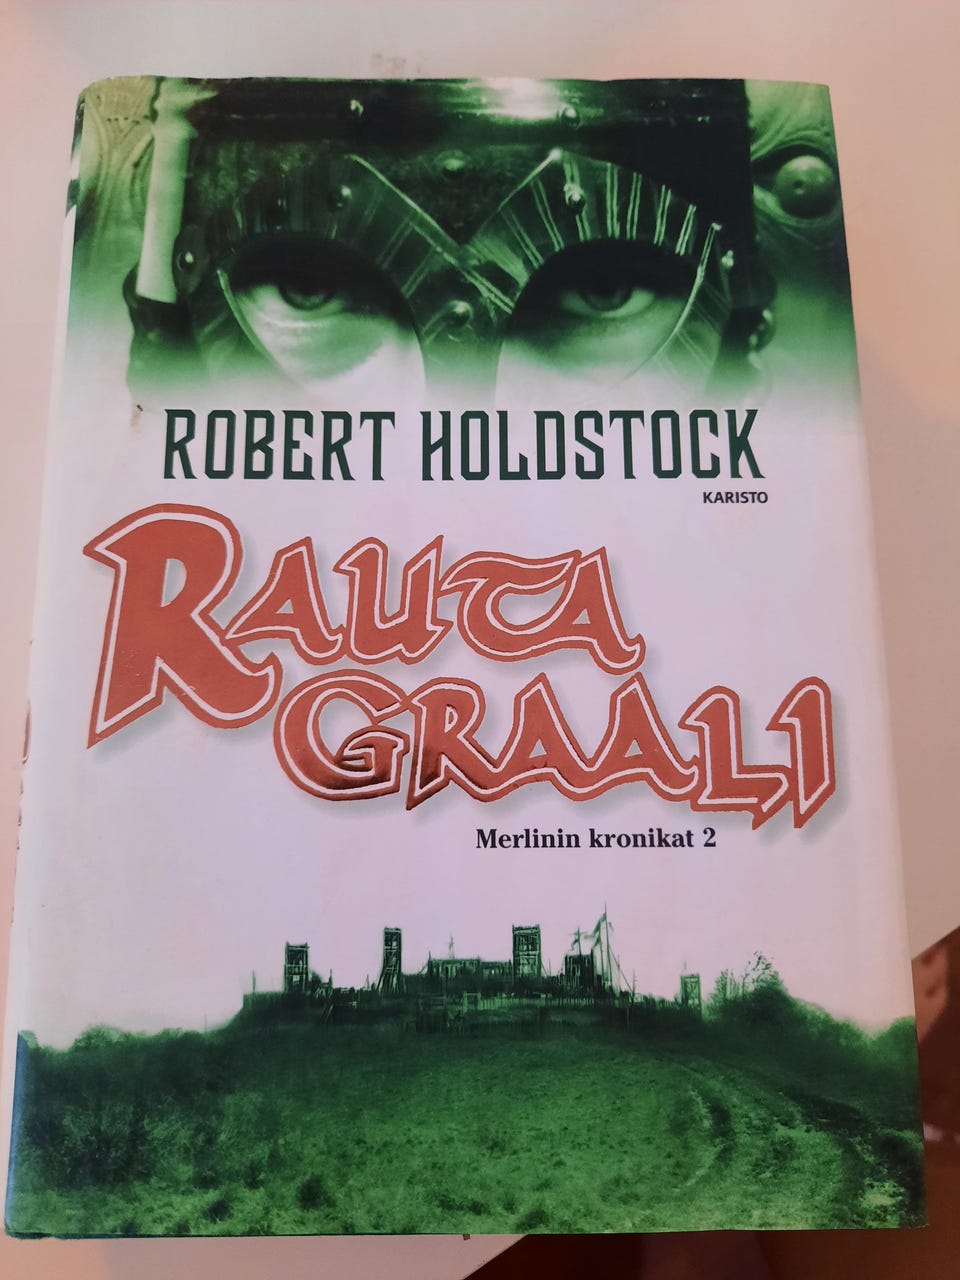 ROBERT HOLDSTOCK
KARISTO
RAUTA
GRAALI
Merlinin kronikat 2